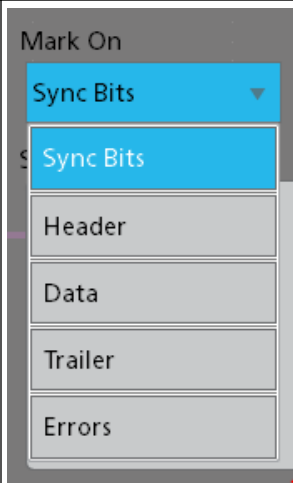 Mark On
Sync Bits
Sync Bits
Header
Data
Trailer
Errors